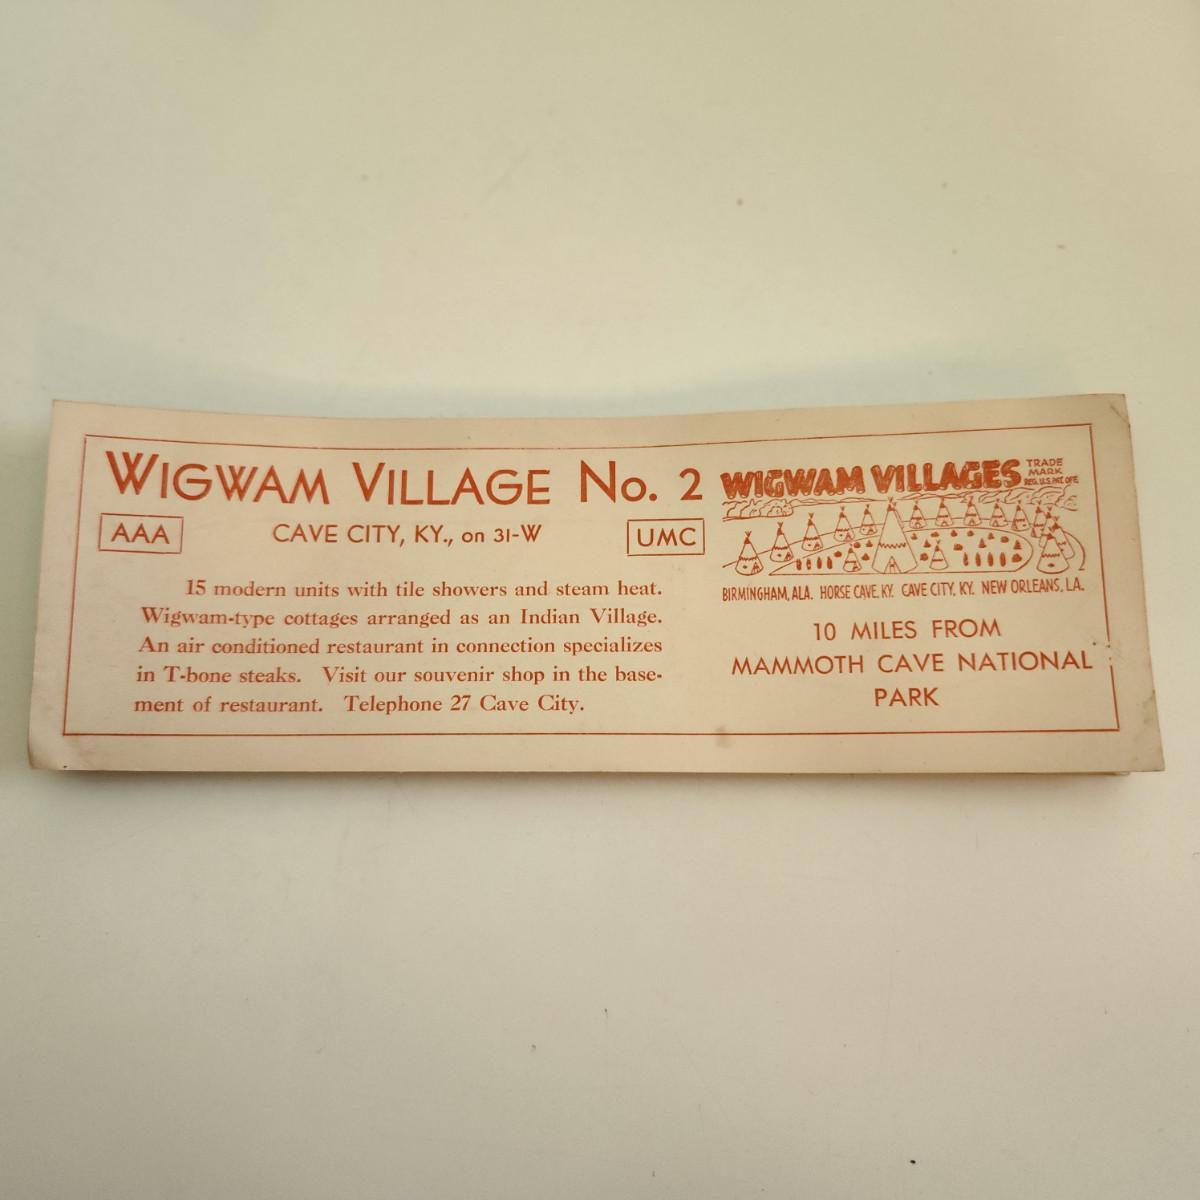 WIGWAM VILLAGE No. 2
AAA
CAVE CITY, KY., on 31-W
UMC
15 modern units with tile showers and steam heat.
Wigwam-type cottages arranged as an Indian Village.
An air conditioned restaurant in connection specializes
in T-bone steaks. Visit our souvenir shop in the base-
ment of restaurant. Telephone 27 Cave City.
WIGWAM VILLAGES
TRADE
MARK
REG. U.S. PAT. OFF.
BIRMINGHAM, ALA. HORSE CAVE, KY. CAVE CITY, KY. NEW ORLEANS, LA.
10 MILES FROM
MAMMOTH CAVE NATIONAL
PARK